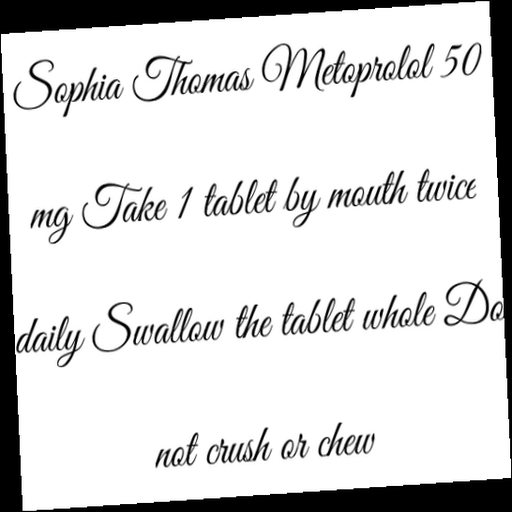 Sophia Thomas Metoprolol 50
mg Take 1 tablet by mouth twice
daily Swallow the tablet whole Do
not crush or chew